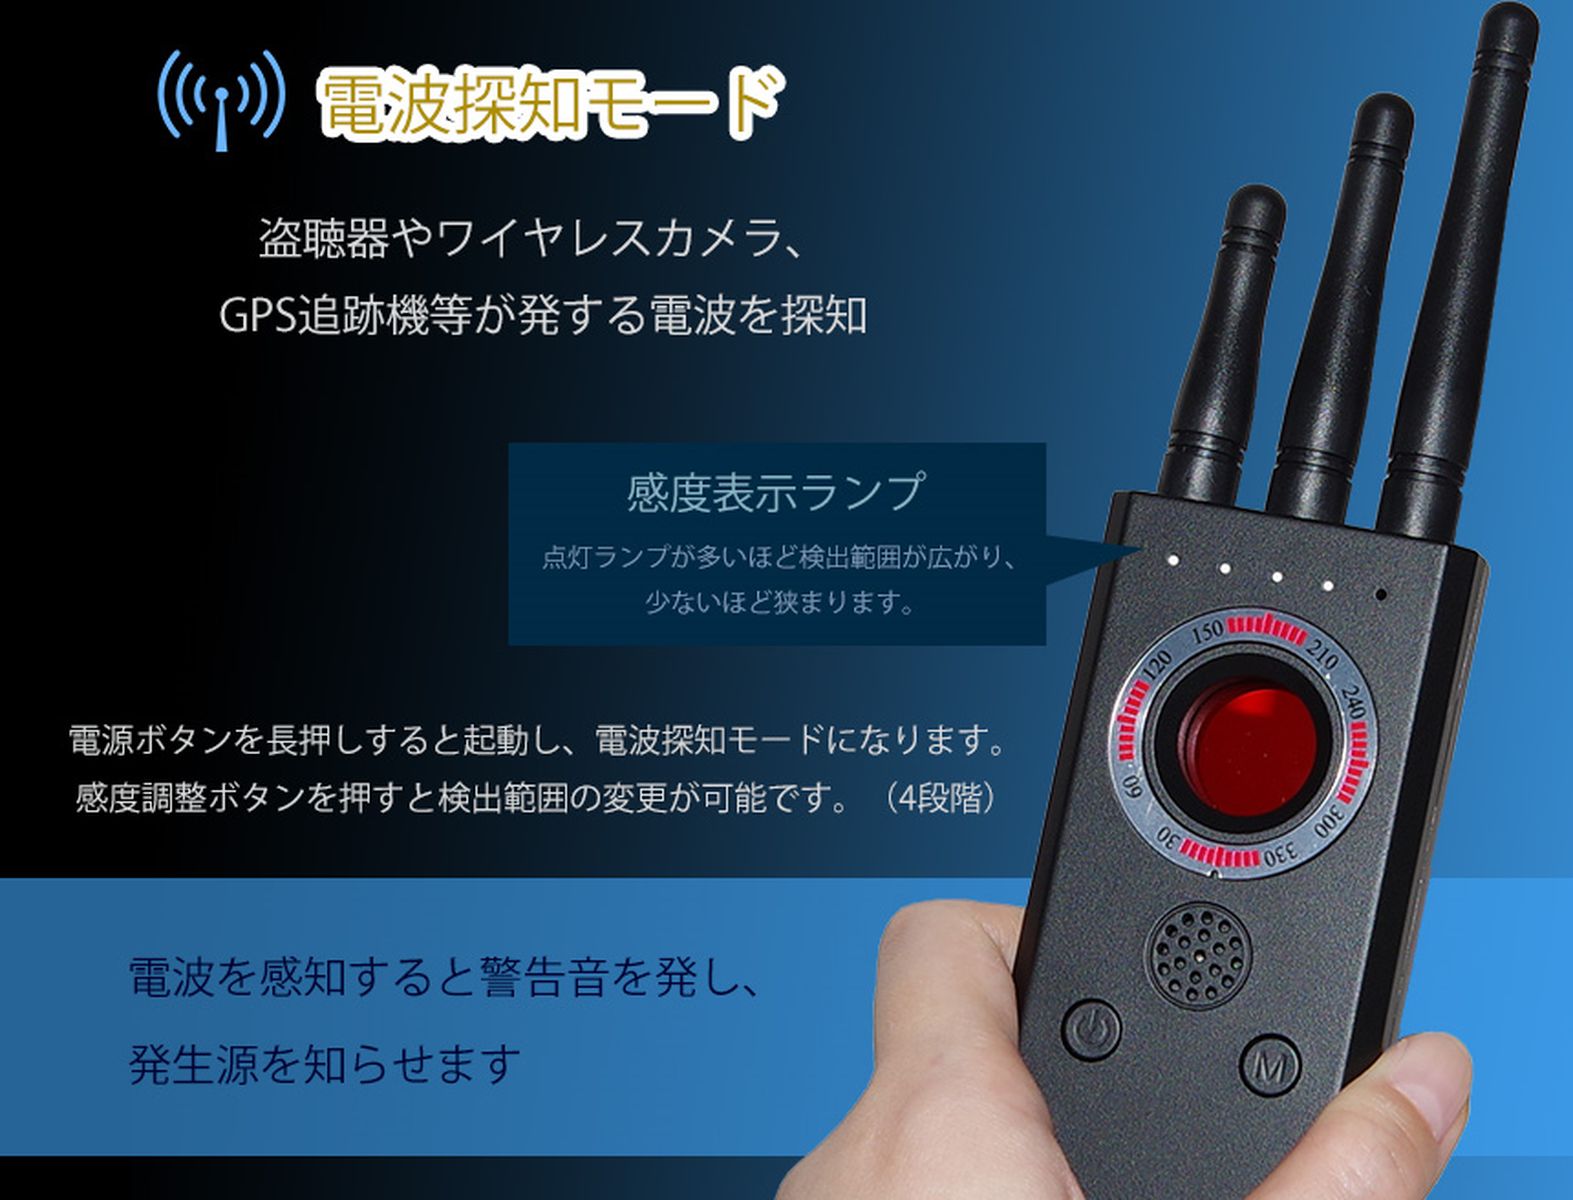 電波探知モード
盗聴器やワイヤレスカメラ、
GPS追跡機等が発する電波を探知
感度表示ランプ
点灯ランプが多いほど検出範囲が広がり、
少ないほど狭まります。
電源ボタンを長押しすると起動し、電波探知モードになります。
感度調整ボタンを押すと検出範囲の変更が可能です。（4段階）
電波を感知すると警告音を発し、
発生源を知らせます
150
210
120
240
60
300
30
330
M